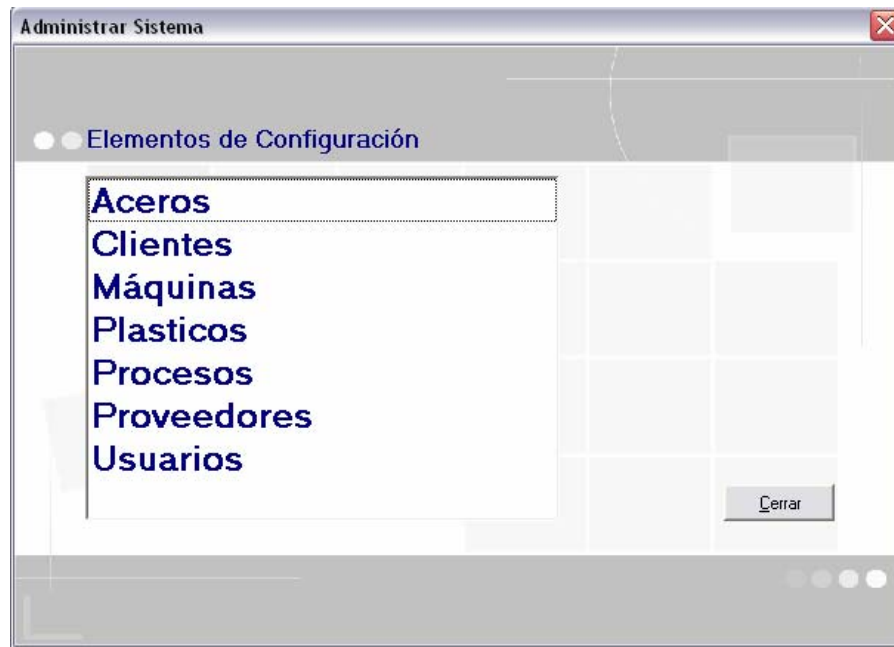 Administrar Sistema
Elementos de Configuración
Aceros
Clientes
Máquinas
Plasticos
Procesos
Proveedores
Usuarios
Cerrar